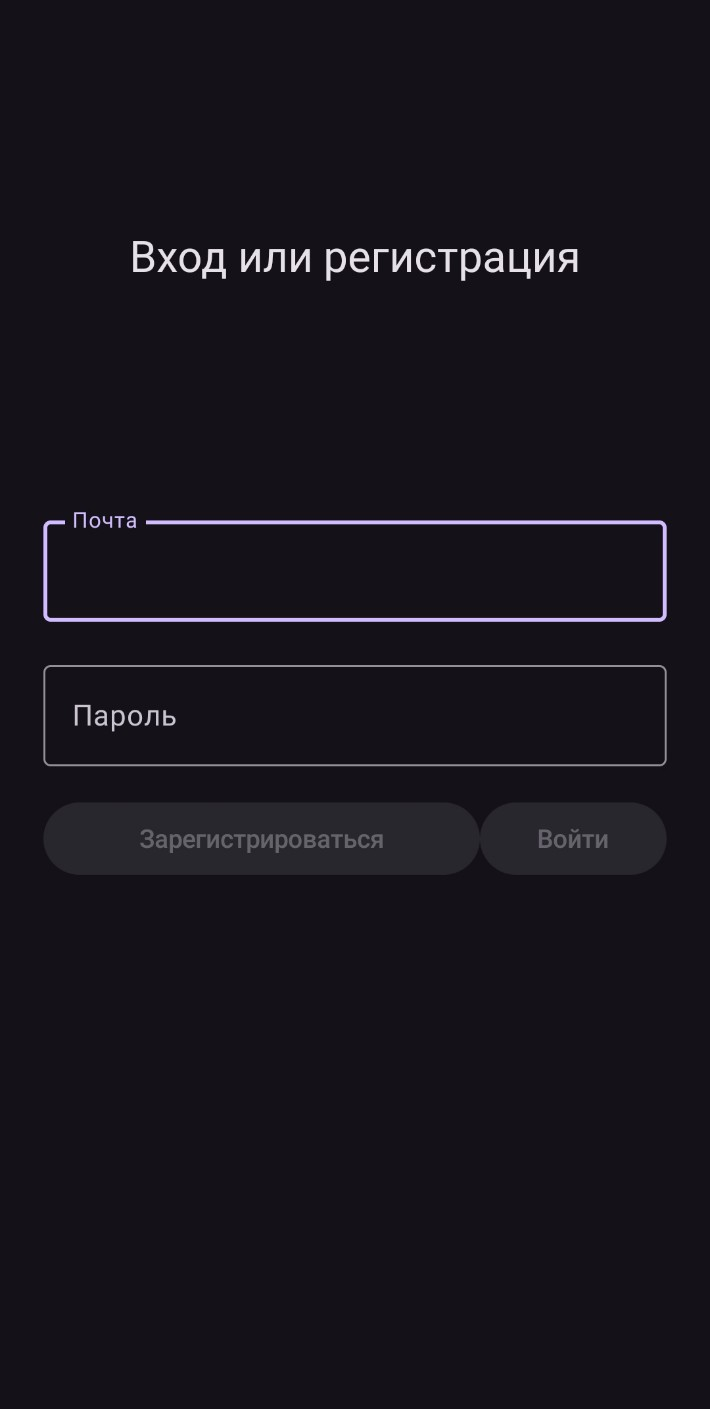 Вход или регистрация
Почта
Пароль
Зарегистрироваться
Войти